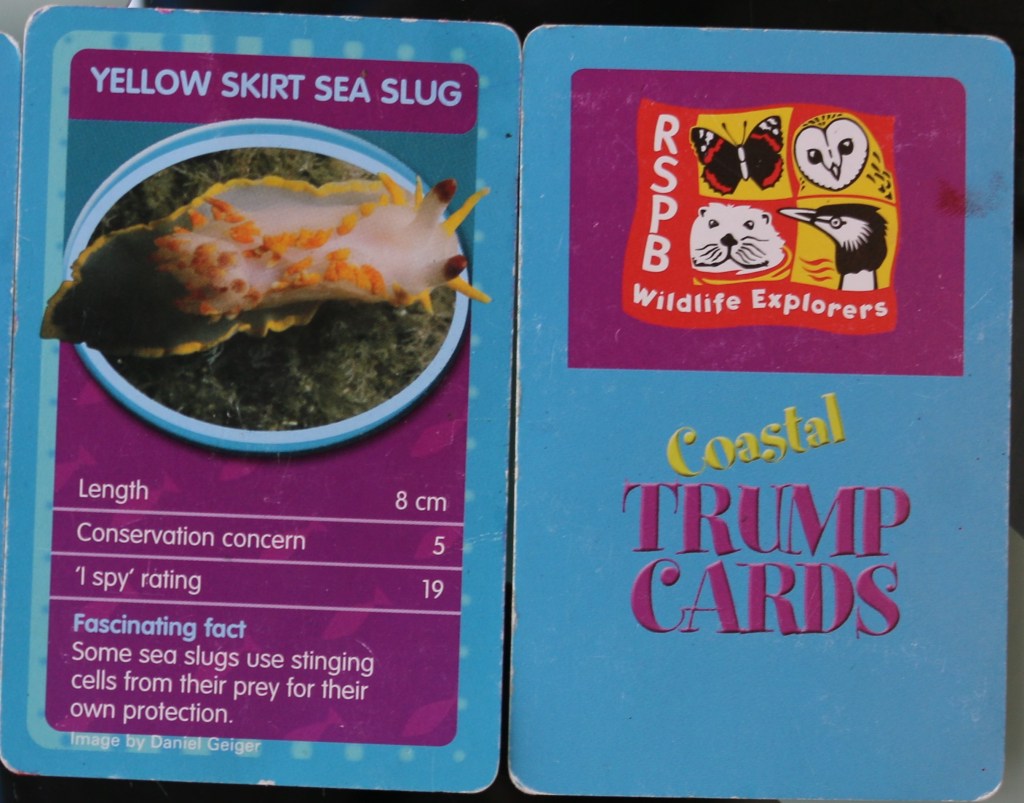 YELLOW SKIRT SEA SLUG
Length 8 cm
Conservation concern 5
'I spy' rating 19
Fascinating fact
Some sea slugs use stinging
cells from their prey for their
own protection.
Image by Daniel Geiger
RSPB
Wildlife Explorers
Coastal
TRUMP
CARDS